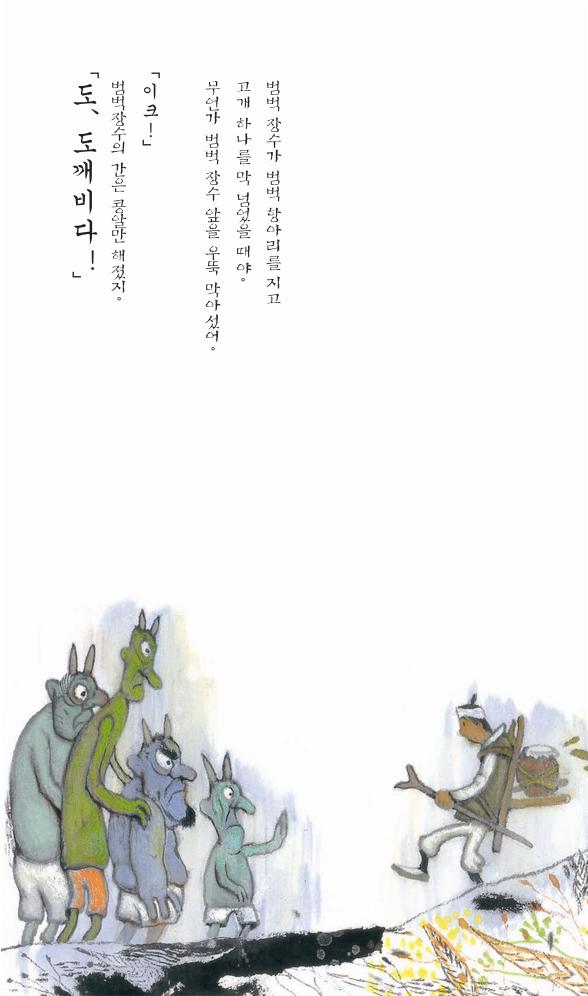 범벅 장수가 범벅 항아리를 지고
고개 하나를 막 넘었을 때야.
무언가 범벅 장수 앞을 우뚝 막아섰어.
「이크!」
범벅 장수의 간은 콩알만 해졌지.
「도、도깨비다!」